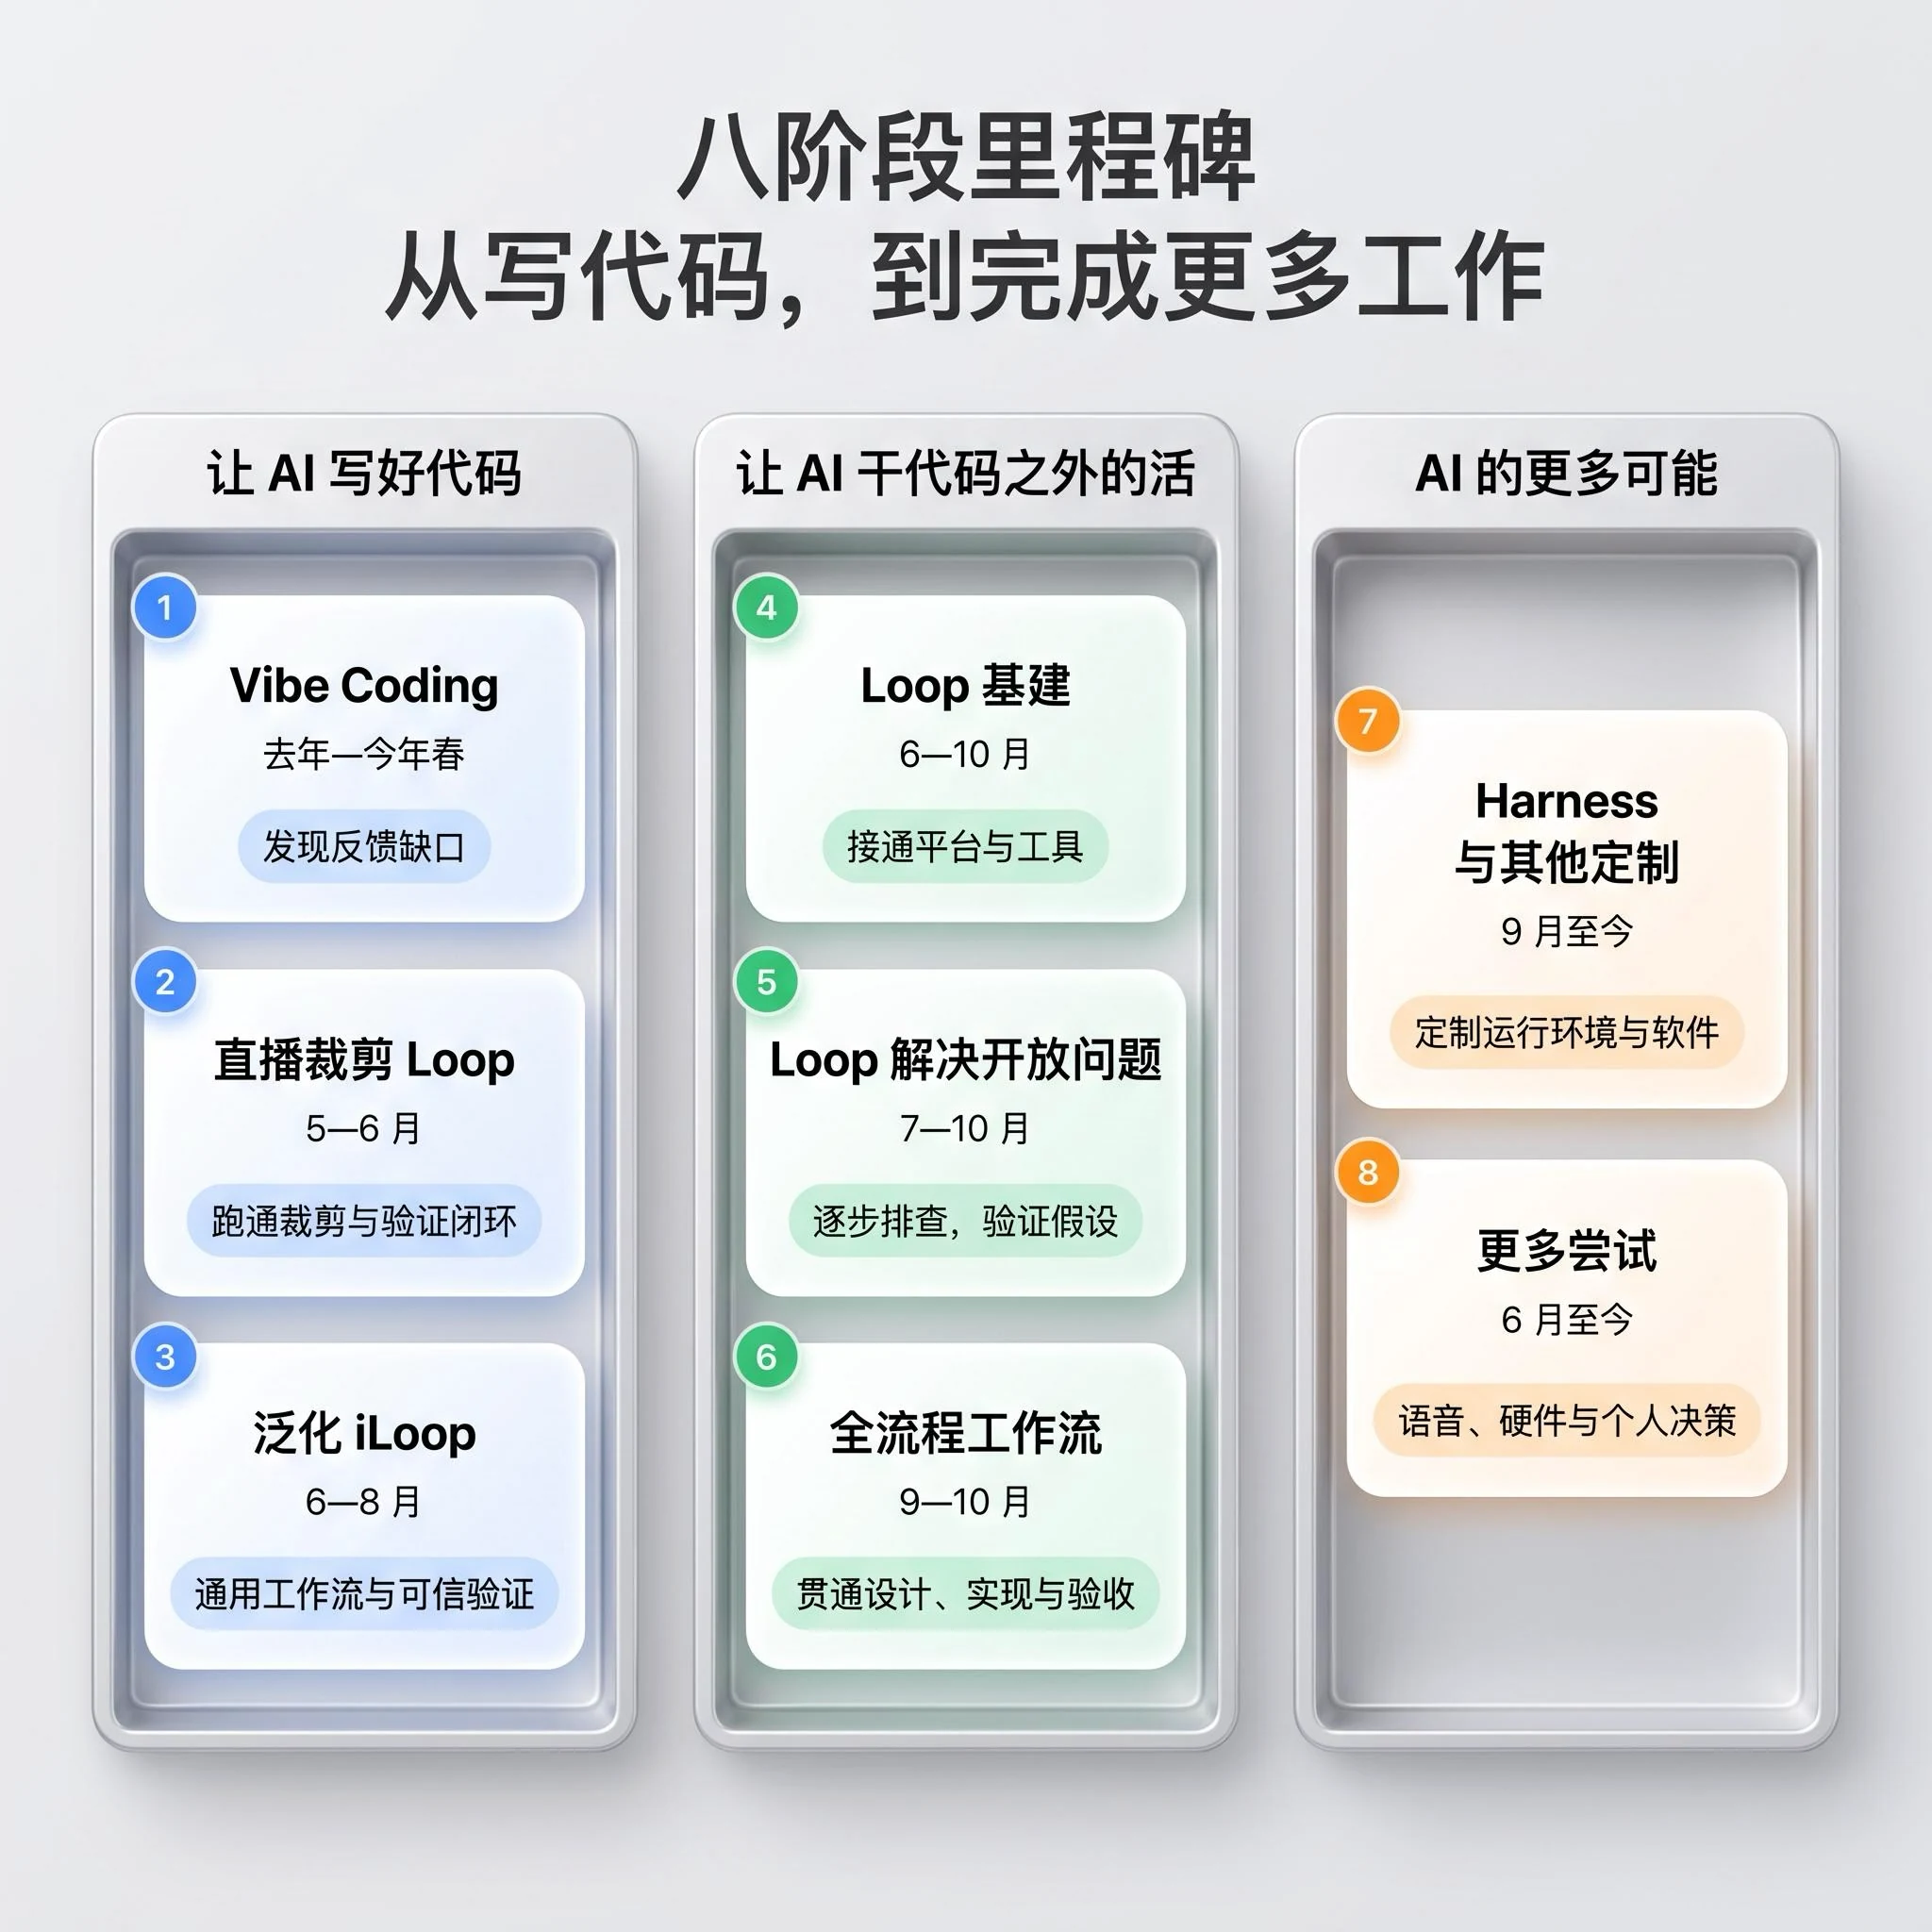 八阶段里程碑
从写代码，到完成更多工作
让 AI 写好代码
1
Vibe Coding
去年—今年春
发现反馈缺口
2
直播裁剪 Loop
5—6 月
跑通裁剪与验证闭环
3
泛化 iLoop
6—8 月
通用工作流与可信验证
让 AI 干代码之外的活
4
Loop 基建
6—10 月
接通平台与工具
5
Loop 解决开放问题
7—10 月
逐步排查，验证假设
6
全流程工作流
9—10 月
贯通设计、实现与验收
AI 的更多可能
7
Harness
与其他定制
9 月至今
定制运行环境与软件
8
更多尝试
6 月至今
语音、硬件与个人决策